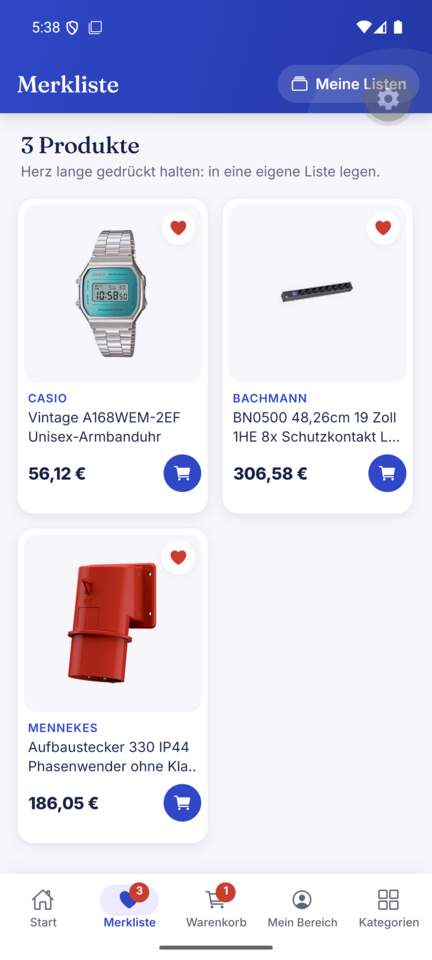 5:38
Merkliste
Meine Listen
3 Produkte
Herz lange gedrückt halten: in eine eigene Liste legen.
CASIO
Vintage A168WEM-2EF
Unisex-Armbanduhr
56,12 €
BACHMANN
BN0500 48,26cm 19 Zoll
1HE 8x Schutzkontakt L...
306,58 €
MENNEKES
Aufbaustecker 330 IP44
Phasenwender ohne Kla..
186,05 €
3
1
Start
Merkliste
Warenkorb
Mein Bereich
Kategorien